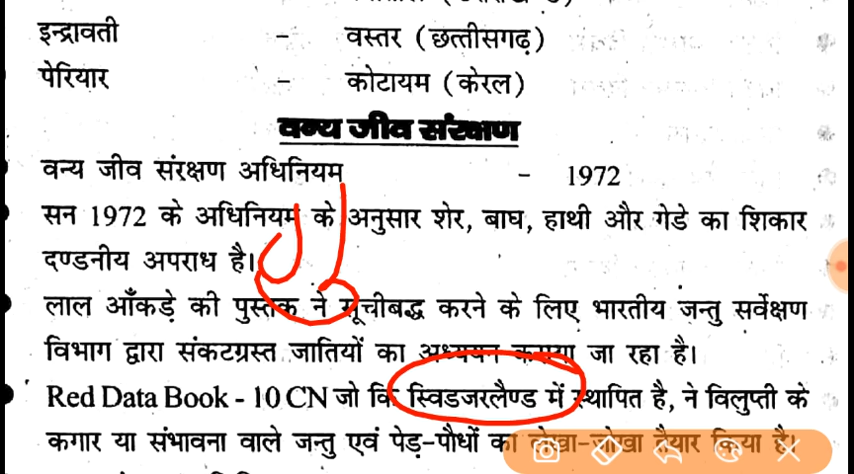 इन्द्रावती - वस्तर (छत्तीसगढ़)
पेरियार - कोटायम (केरल)
वन्य जीव संरक्षण
वन्य जीव संरक्षण अधिनियम - 1972
सन 1972 के अधिनियम के अनुसार शेर, बाघ, हाथी और गेडे का शिकार
दण्डनीय अपराध है।
लाल आँकड़े की पुस्तक ने सूचीबद्ध करने के लिए भारतीय जन्तु सर्वेक्षण
विभाग द्वारा संकटग्रस्त जातियों का अध्ययन कराया जा रहा है।
Red Data Book - 10 CN जो कि स्विडजरलैण्ड में स्थापित है, ने विलुप्ती के
कगार या संभावना वाले जन्तु एवं पेड़-पौधों का लेखा-जोखा तैयार किया है।